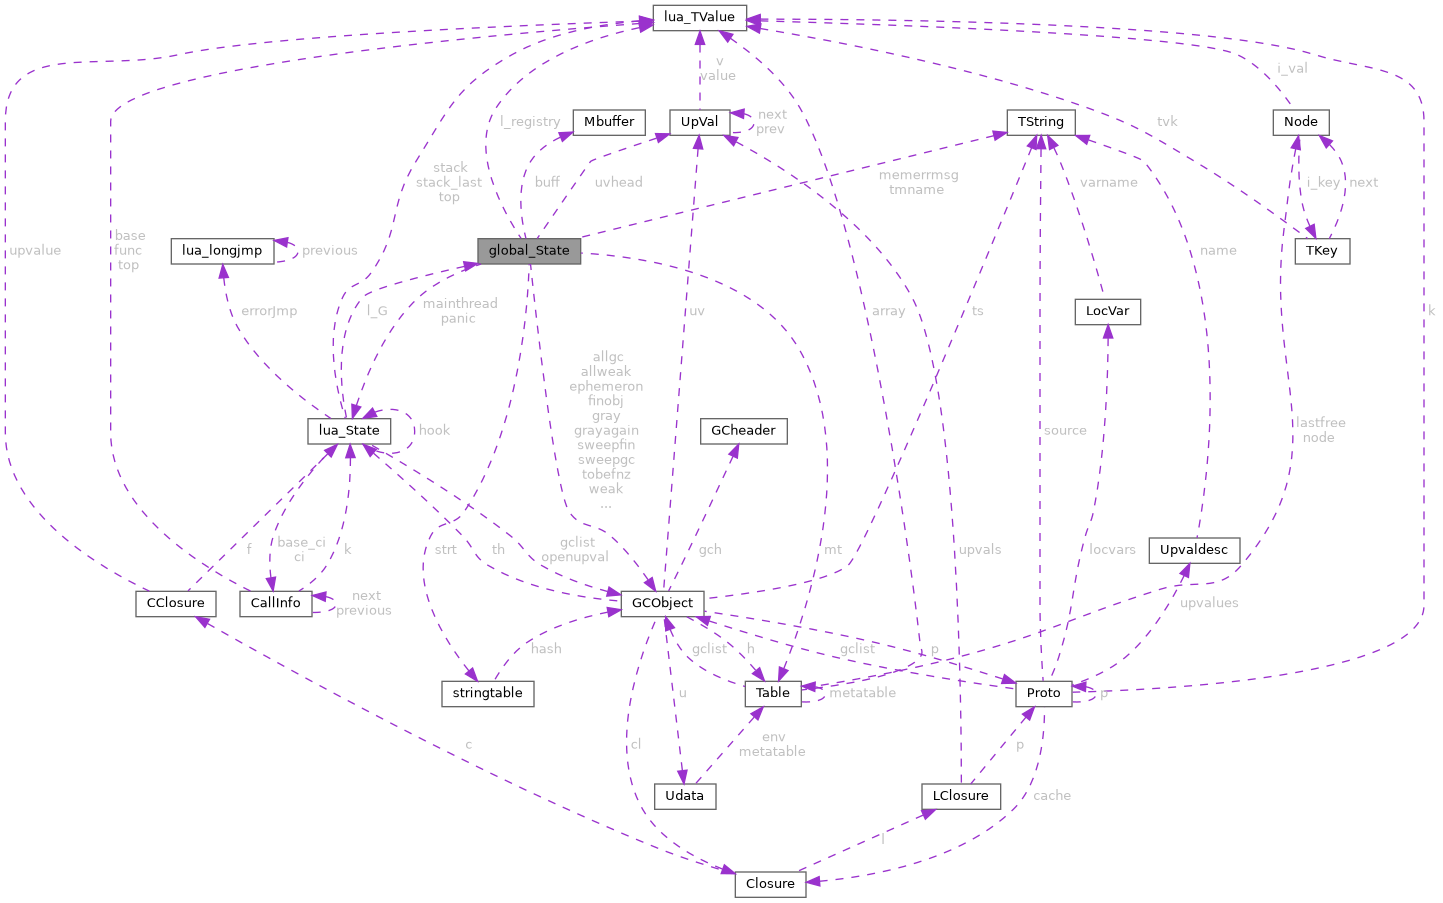 lua_TValue
v
value
i_val
l_registry
Mbuffer
UpVal
next
prev
TString
tvk
Node
stack
stack_last
top
buff
uvhead
memerrmsg
tmname
varname
i_key
next
upvalue
base
func
top
lua_longjmp
previous
global_State
name
TKey
errorJmp
l_G
mainthread
panic
uv
array
ts
LocVar
k
allgc
allweak
ephemeron
finobj
gray
grayagain
sweepfin
sweepgc
tobefnz
weak
...
lua_State
hook
GCheader
source
lastfree
node
f
base_ci
ci
k
strt
th
gclist
openupval
gch
mt
upvals
locvars
Upvaldesc
CClosure
CallInfo
next
previous
GCObject
upvalues
hash
gclist
h
gclist
p
stringtable
u
Table
metatable
Proto
p
c
cl
env
metatable
p
Udata
LClosure
cache
l
Closure